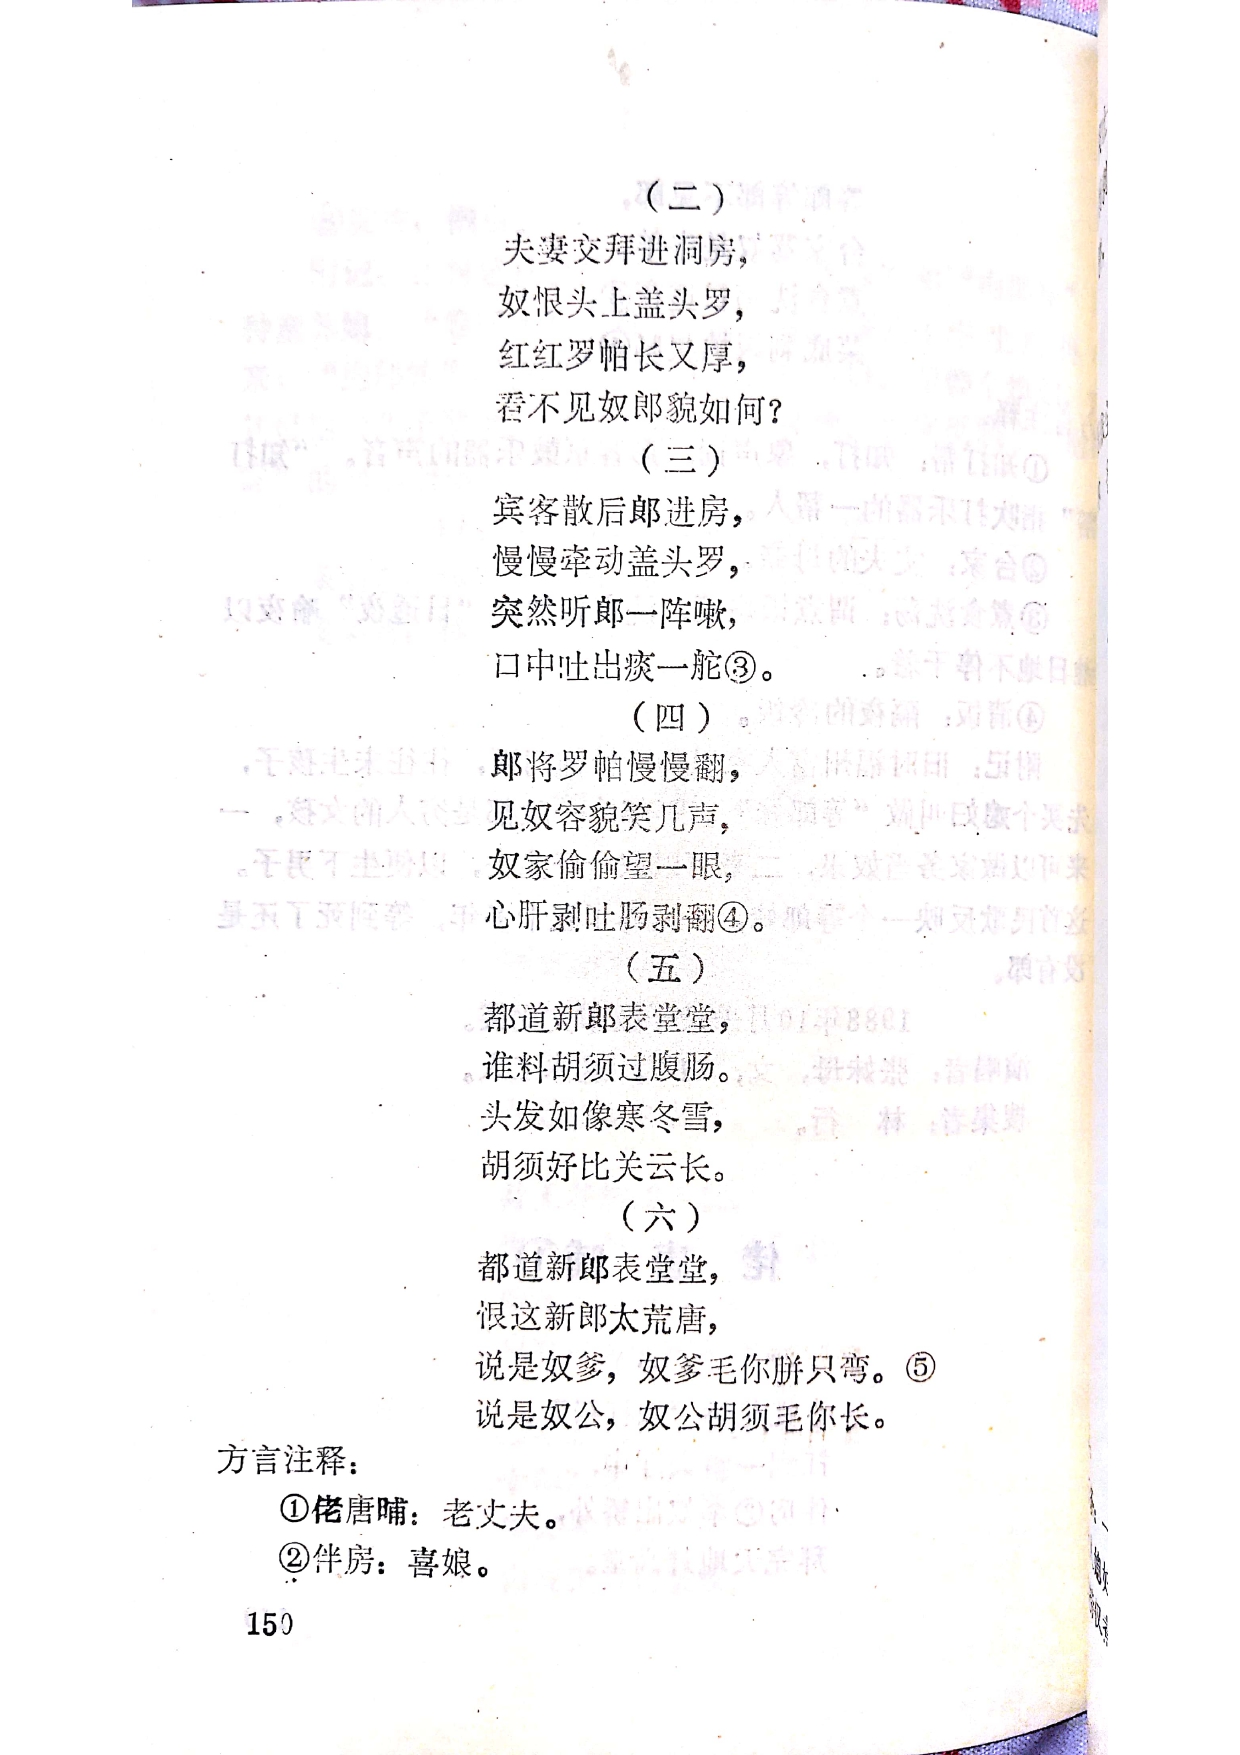 （二）
夫妻交拜进洞房，
奴恨头上盖头罗，
红红罗帕长又厚，
看不见奴郎貌如何？
（三）
宾客散后郎进房，
慢慢牵动盖头罗，
突然听郎一阵嗽，
口中吐出痰一舵③。
（四）
郎将罗帕慢慢翻，
见奴容貌笑几声，
奴家偷偷望一眼，
心肝剥吐肠剥翻④。
（五）
都道新郎表堂堂，
谁料胡须过腹肠。
头发如像寒冬雪，
胡须好比关云长。
（六）
都道新郎表堂堂，
恨这新郎太荒唐，
说是奴爹，奴爹毛你胼只弯。⑤
说是奴公，奴公胡须毛你长。
方言注释：
①佬唐晡：老丈夫。
②伴房：喜娘。
150